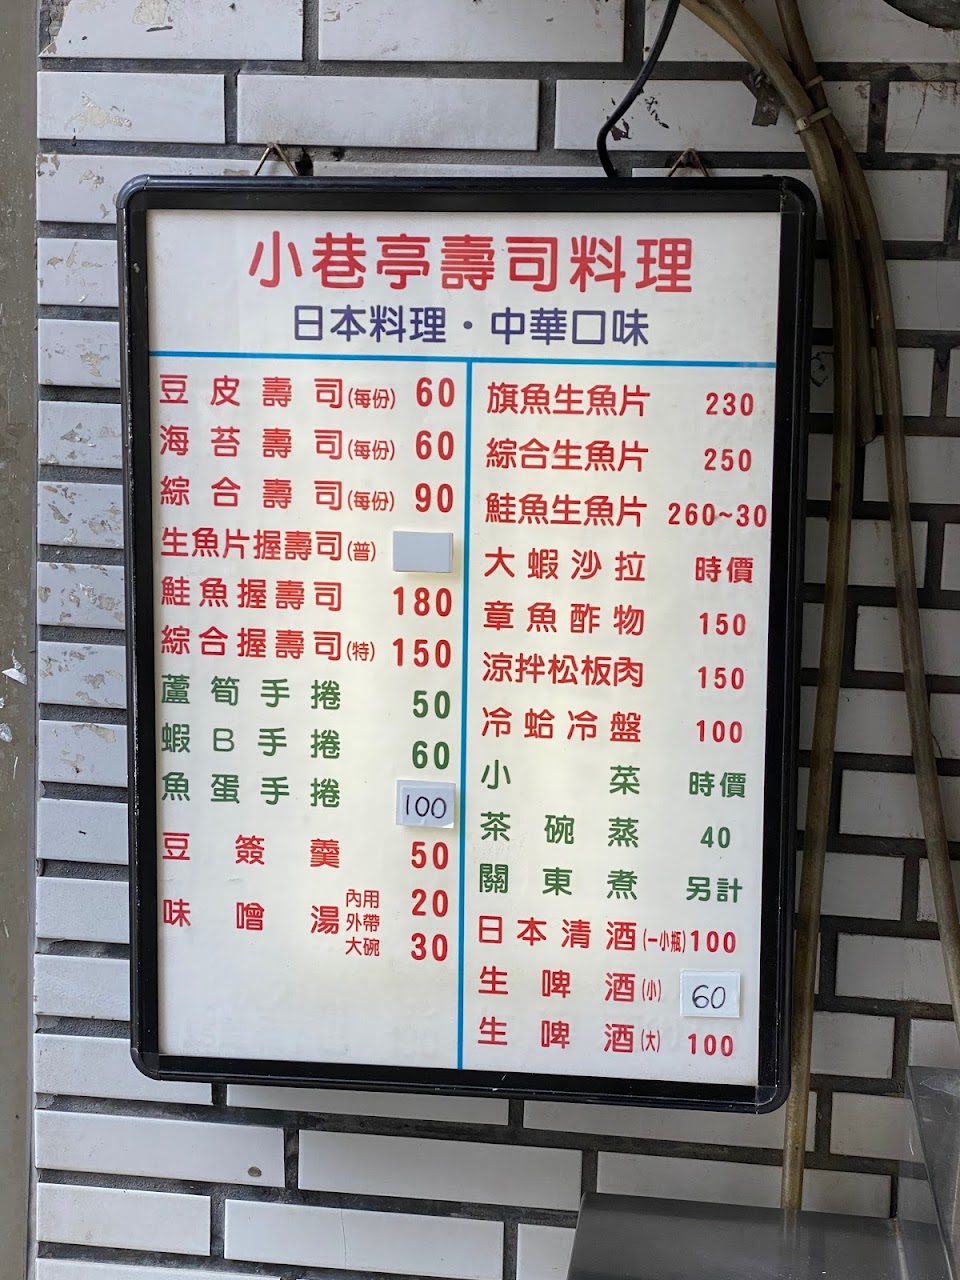 小巷亭壽司料理
日本料理・中華口味
豆皮壽司(每份) 60
海苔壽司(每份) 60
綜合壽司(每份) 90
生魚片握壽司(普)
鮭魚握壽司 180
綜合握壽司(特) 150
蘆筍手捲 50
蝦B手捲 60
魚蛋手捲 100
豆簽羹 50
味噌湯 內用 20
外帶
大碗 30
旗魚生魚片 230
綜合生魚片 250
鮭魚生魚片 260~30
大蝦沙拉 時價
章魚酢物 150
涼拌松板肉 150
冷蛤冷盤 100
小菜 時價
茶碗蒸 40
關東煮 另計
日本清酒(一小瓶) 100
生啤酒(小) 60
生啤酒(大) 100